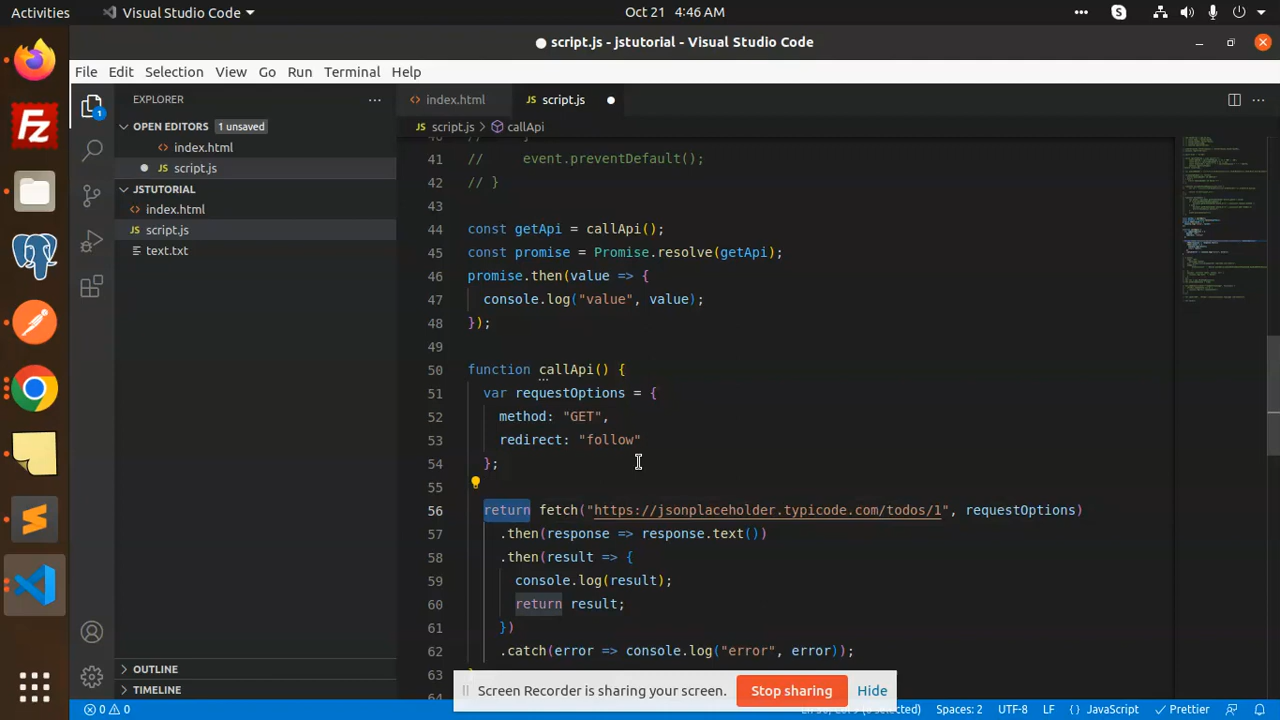 Activities
Visual Studio Code
Oct 21 4:46 AM
script.js - jstutorial - Visual Studio Code
File Edit Selection View Go Run Terminal Help
EXPLORER
OPEN EDITORS 1 unsaved
index.html
script.js
JSTUTORIAL
index.html
script.js
text.txt
OUTLINE
TIMELINE
index.html
JS script.js
JS script.js > callApi
41 // event.preventDefault();
42 // }
43
44 const getApi = callApi();
45 const promise = Promise.resolve(getApi);
46 promise.then(value => {
47 console.log("value", value);
48 });
49
50 function callApi() {
51 var requestOptions = {
52 method: "GET",
53 redirect: "follow"
54 };
55
56 return fetch("https://jsonplaceholder.typicode.com/todos/1", requestOptions)
57 .then(response => response.text())
58 .then(result => {
59 console.log(result);
60 return result;
61 })
62 .catch(error => console.log("error", error));
63
Screen Recorder is sharing your screen. Stop sharing Hide
0 0
Spaces: 2 UTF-8 LF JavaScript Prettier